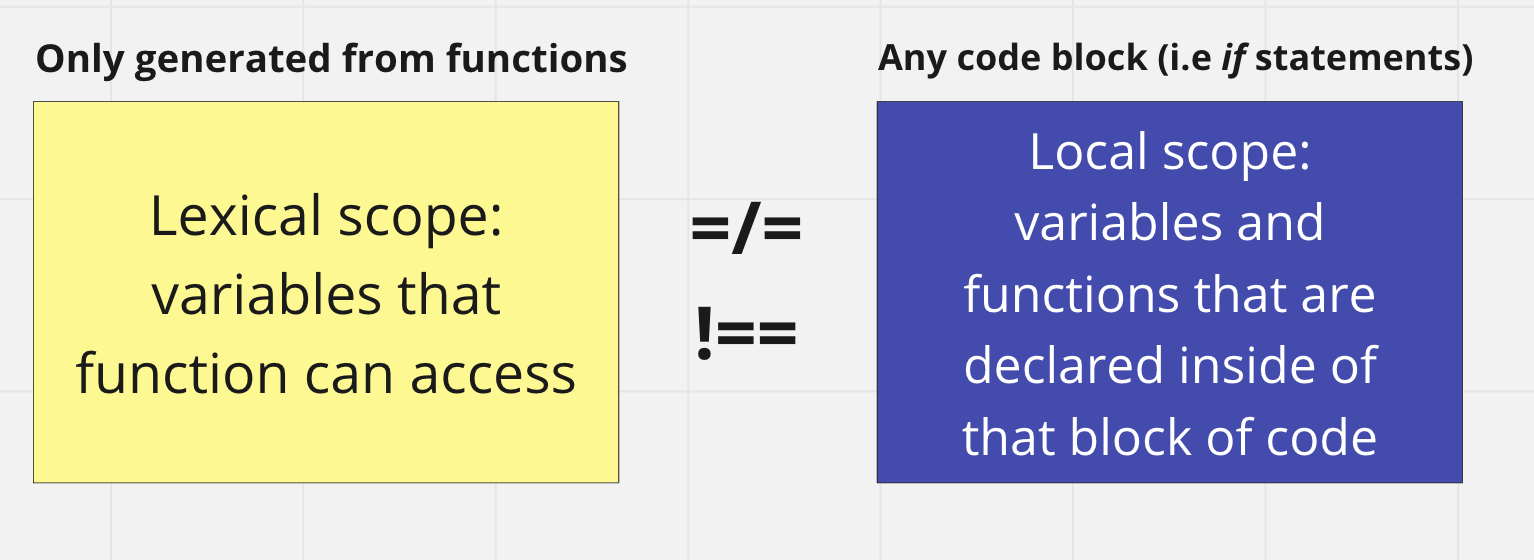 Only generated from functions
Lexical scope:
variables that
function can access
=/=
!==
Any code block (i.e if statements)
Local scope:
variables and
functions that are
declared inside of
that block of code